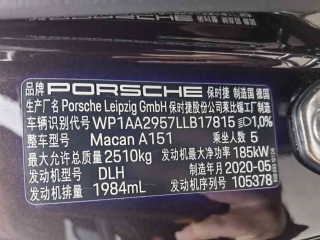 品牌 PORSCHE 保时捷 制造国 德国
生产厂名 Porsche Leipzig GmbH 保时捷股份公司莱比锡工厂制造
车辆识别代号 WP1AA2957LLB17815 1,0%
整车型号 Macan A151 乘坐人数 5
最大允许总质量 2510kg 发动机最大净功率 185kW
发动机型号 DLH 制造年月 2020-05
发动机排量 1984mL 发动机序列号 105378